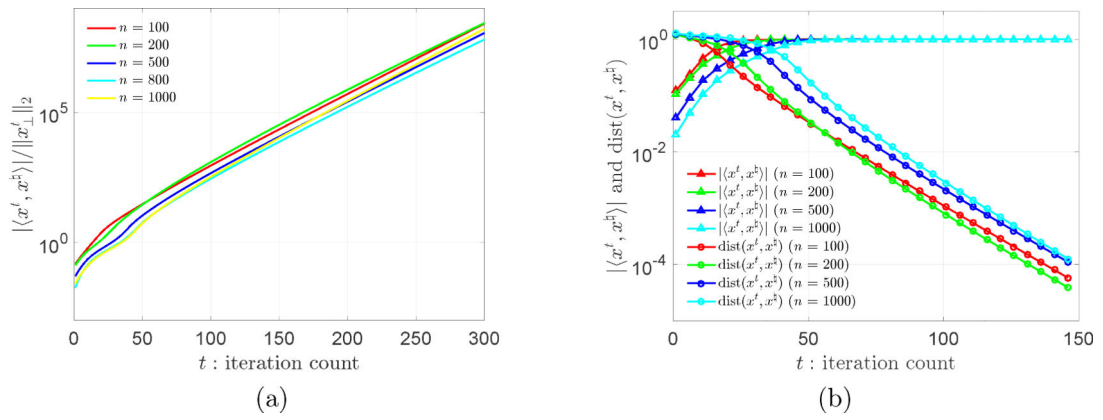 |⟨x^t, x^♮⟩|/||x^t_⊥||_2
10^5
10^0
n = 100
n = 200
n = 500
n = 800
n = 1000
0 50 100 150 200 250 300
t : iteration count
(a)
|⟨x^t, x^♮⟩| and dist(x^t, x^♮)
10^0
10^-2
10^-4
|⟨x^t, x^♮⟩| (n = 100)
|⟨x^t, x^♮⟩| (n = 200)
|⟨x^t, x^♮⟩| (n = 500)
|⟨x^t, x^♮⟩| (n = 1000)
dist(x^t, x^♮) (n = 100)
dist(x^t, x^♮) (n = 200)
dist(x^t, x^♮) (n = 500)
dist(x^t, x^♮) (n = 1000)
0 50 100 150
t : iteration count
(b)